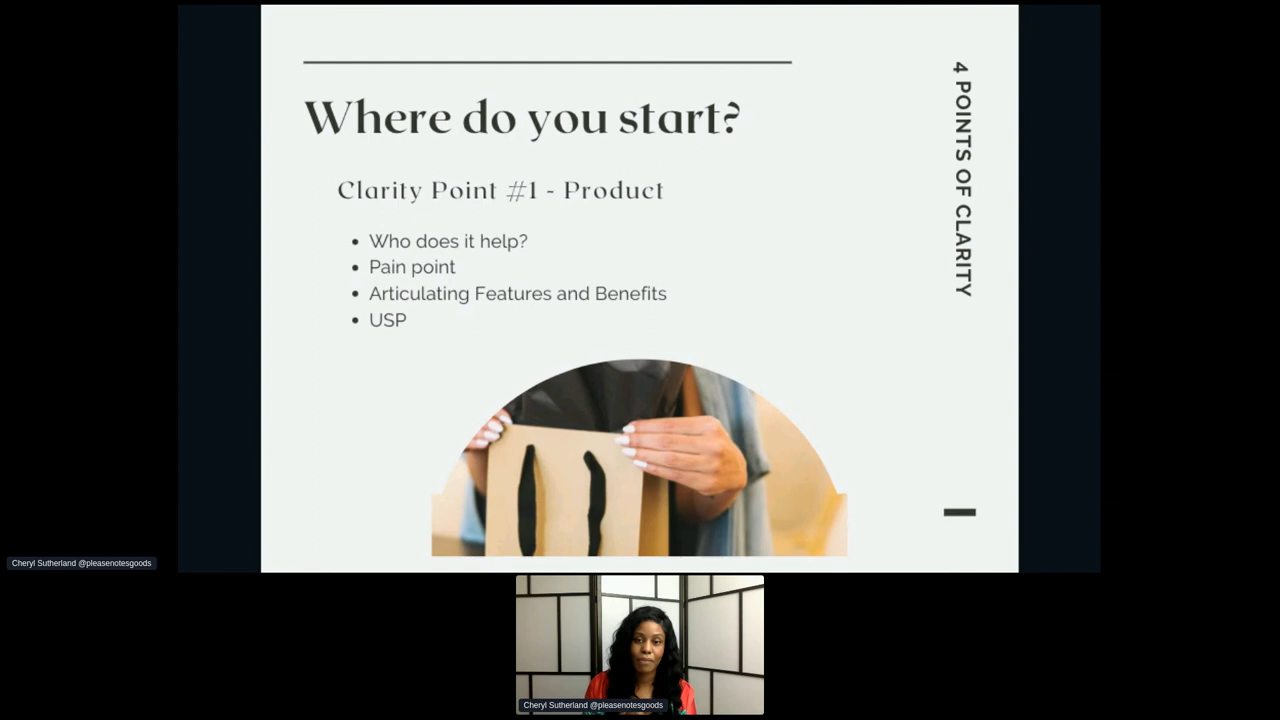 Where do you start?
Clarity Point #1 - Product
• Who does it help?
• Pain point
• Articulating Features and Benefits
• USP
4 POINTS OF CLARITY
Cheryl Sutherland @pleasenotesgoods
Cheryl Sutherland @pleasenotesgoods